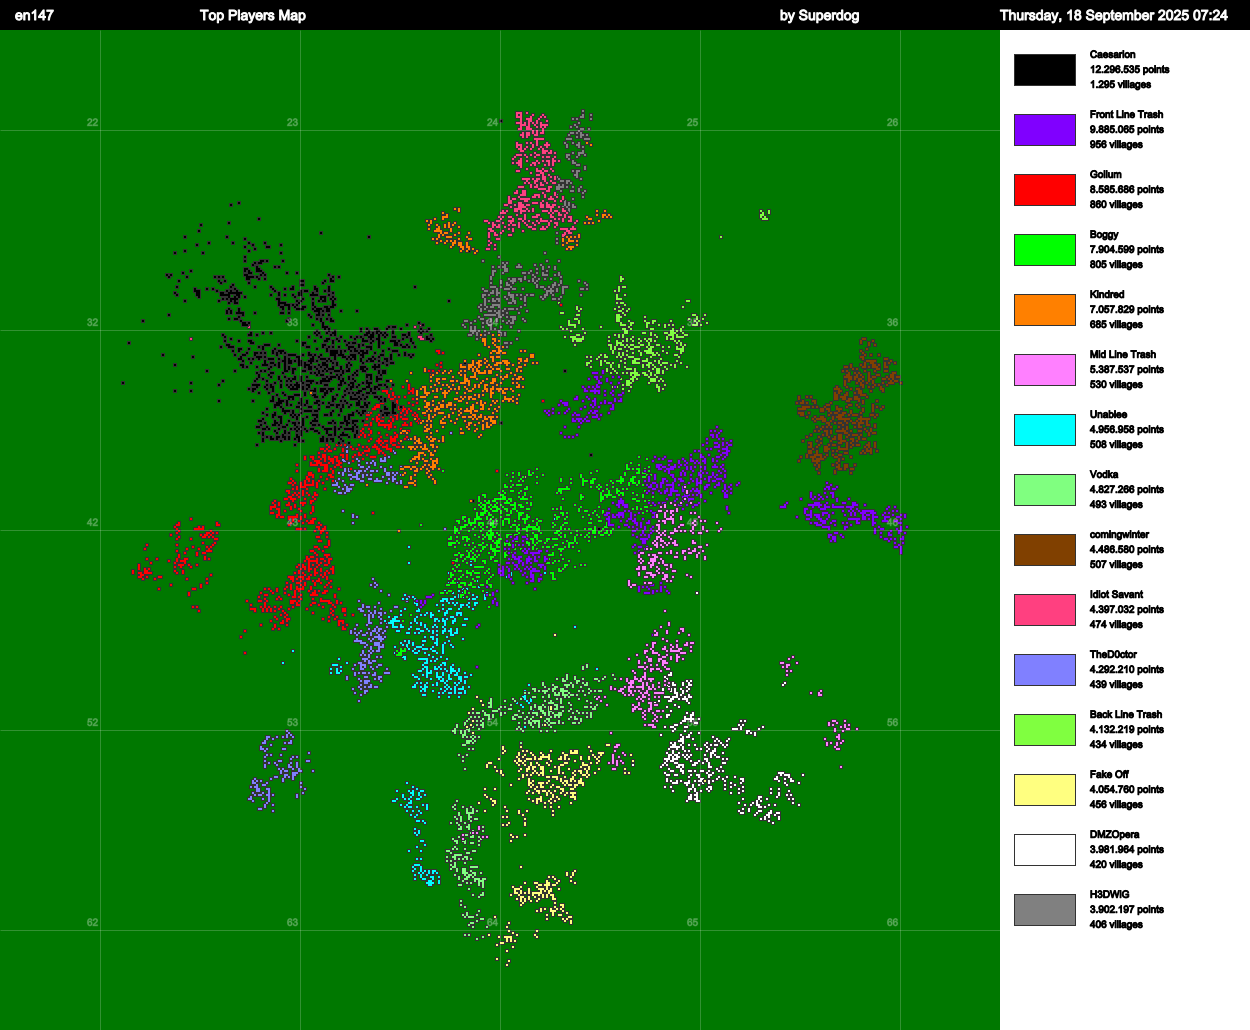 en147 Top Players Map by Superdog Thursday, 18 September 2025 07:24
22 23 24 25 26
32 33 34 36
42 43 45 46
52 53 54
62 63 64 65 66
Caesarion
12.296.535 points
1.295 villages
Front Line Trash
9.885.065 points
956 villages
Gollum
8.585.686 points
860 villages
Boggy
7.904.599 points
805 villages
Kindred
7.057.829 points
685 villages
Mid Line Trash
5.387.537 points
530 villages
Unablee
4.956.958 points
508 villages
Vodka
4.827.266 points
493 villages
comingwinter
4.486.580 points
507 villages
Idiot Savant
4.397.032 points
474 villages
TheD0ctor
4.292.210 points
439 villages
Back Line Trash
4.132.219 points
434 villages
Fake Off
4.054.760 points
456 villages
DMZOpera
3.981.964 points
420 villages
H3DWIG
3.902.197 points
406 villages